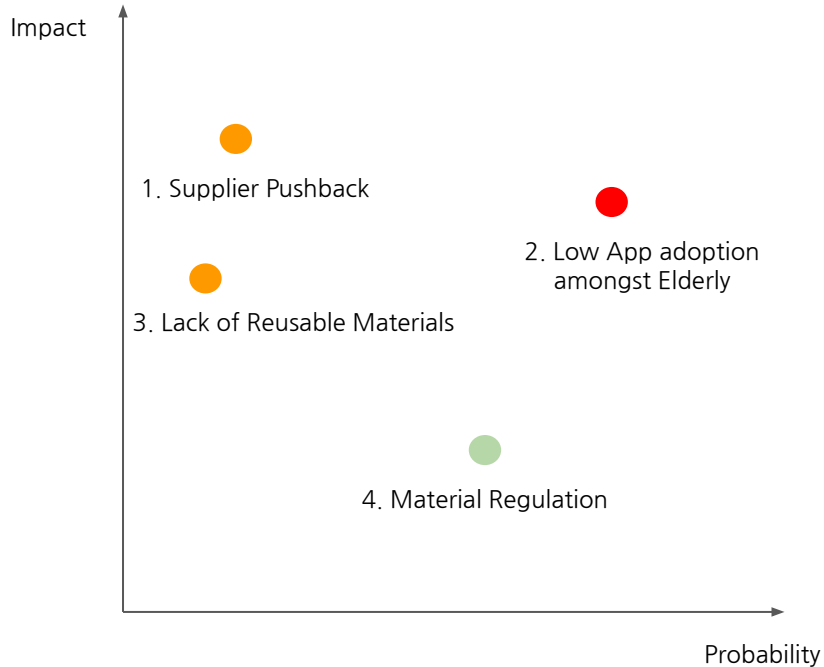 Impact
1. Supplier Pushback
2. Low App adoption
amongst Elderly
3. Lack of Reusable Materials
4. Material Regulation
Probability